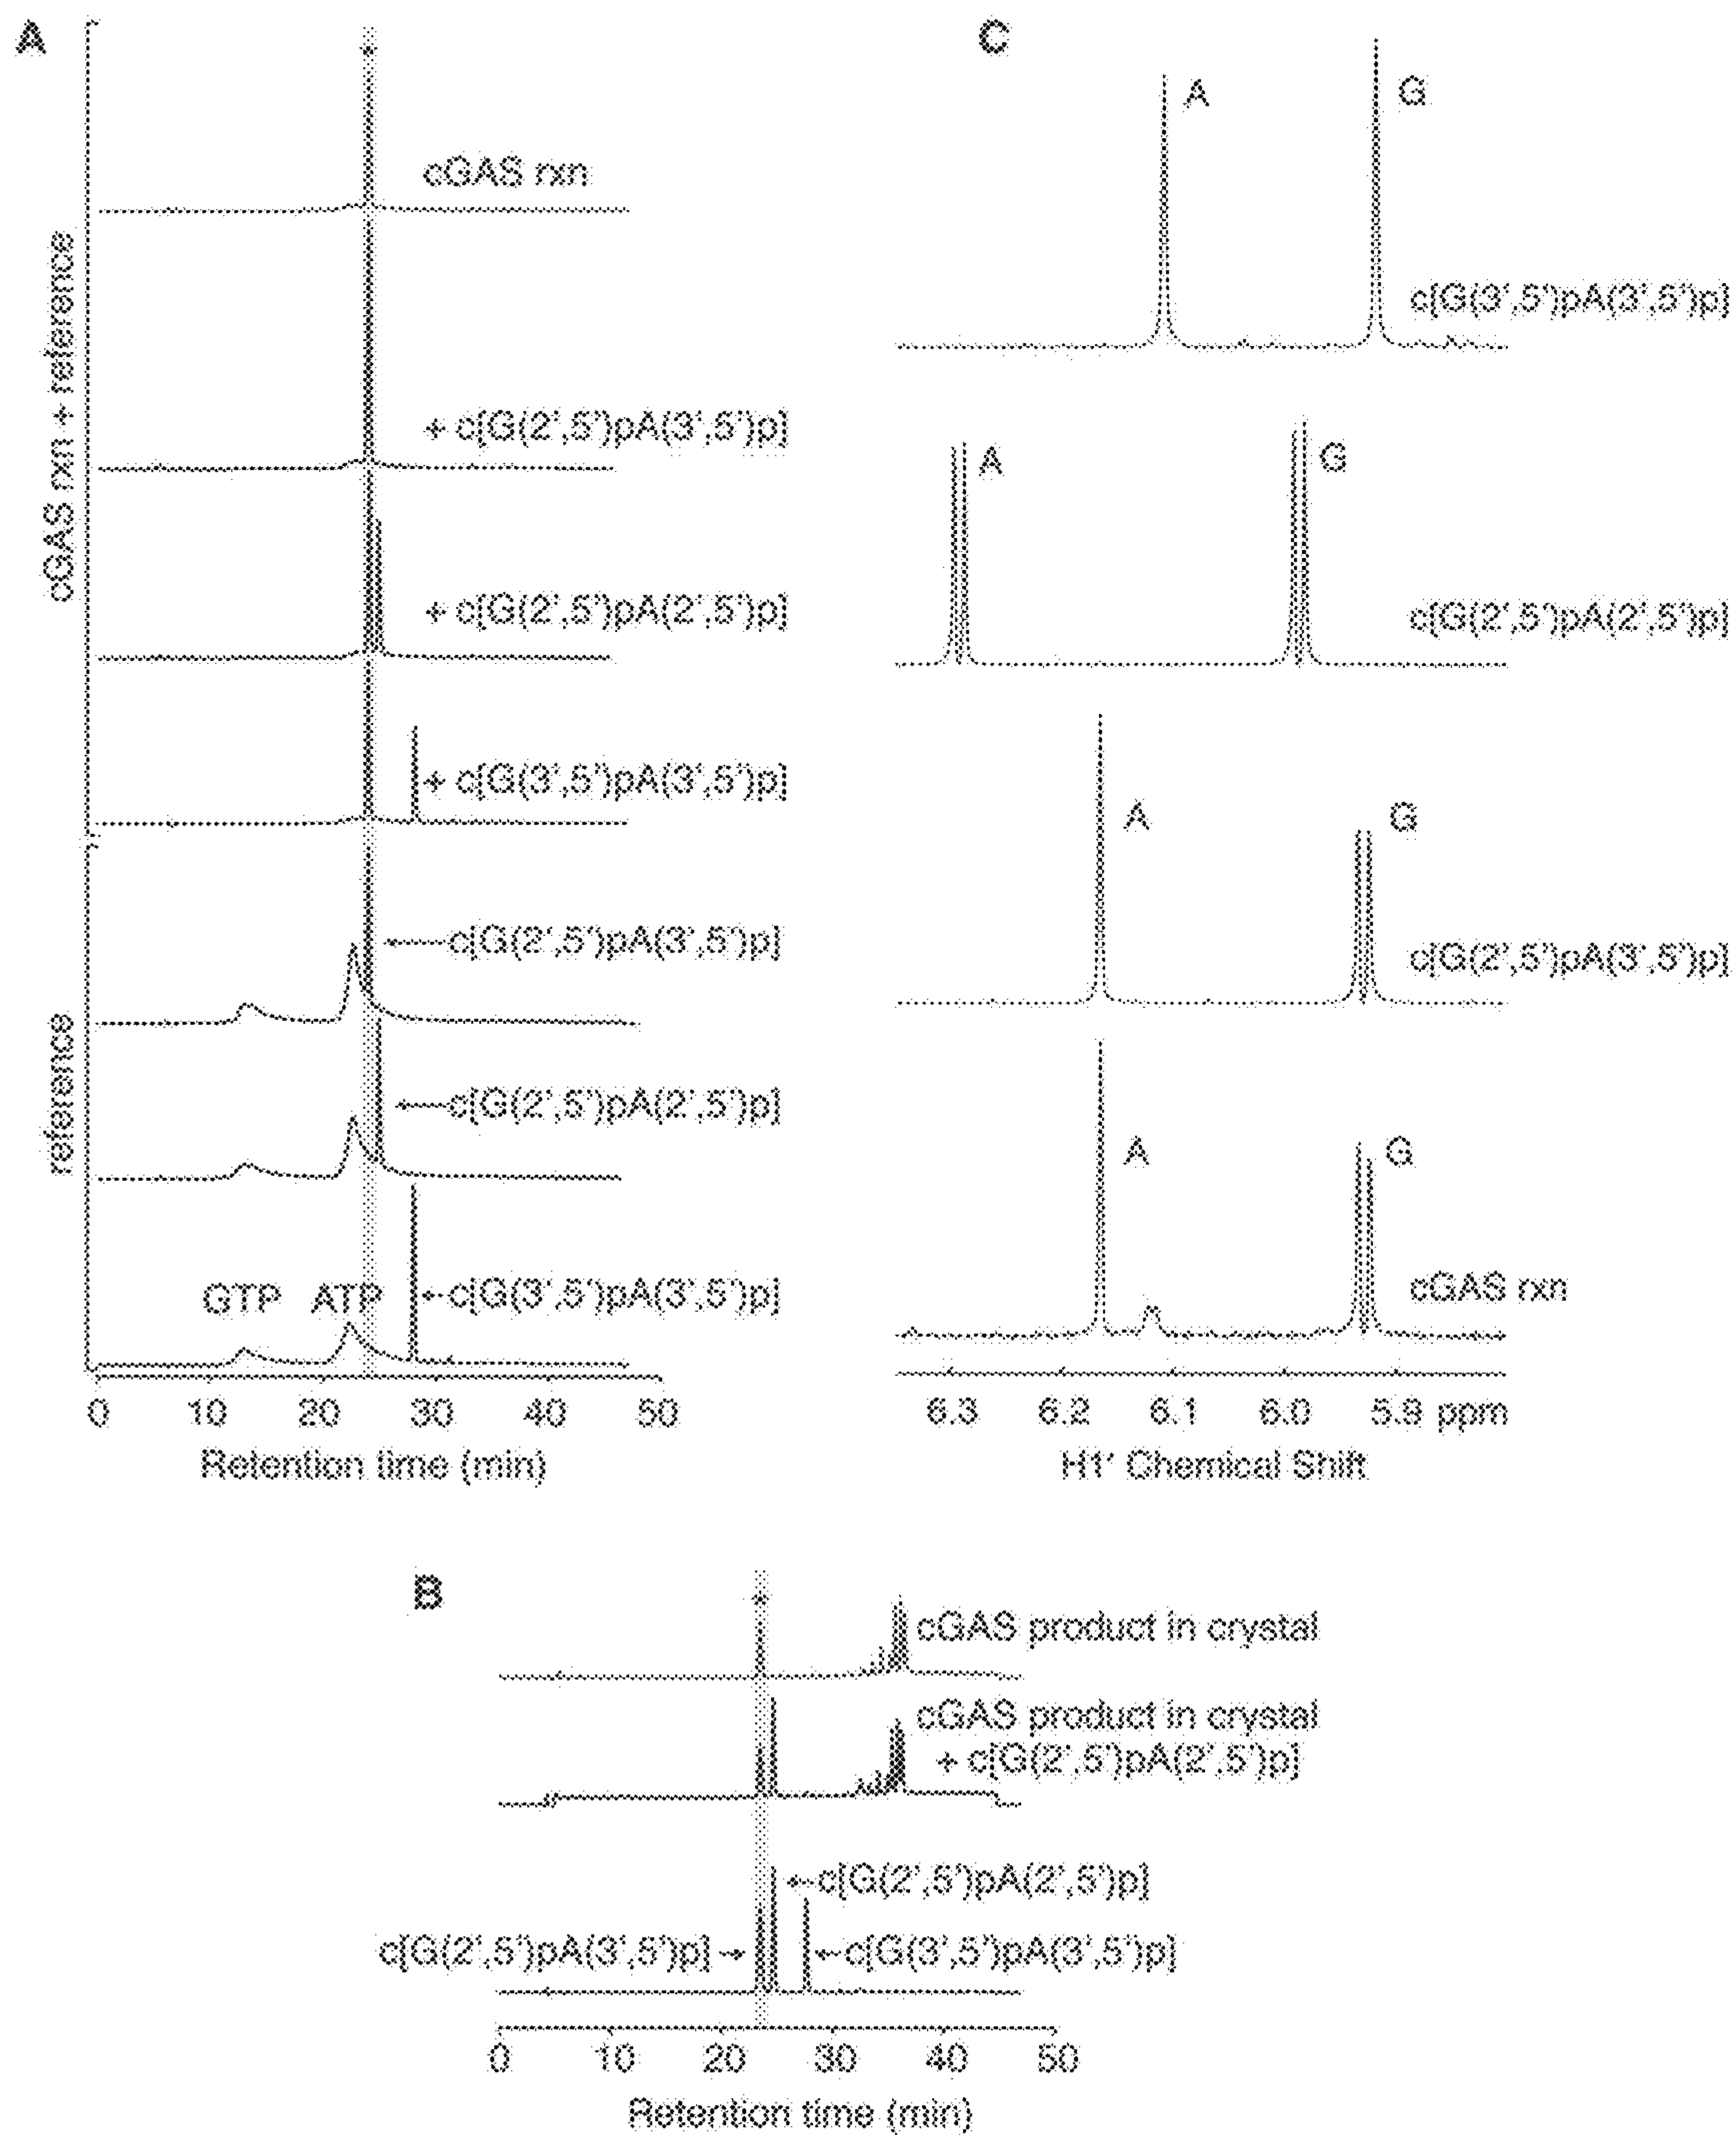 A
cGAS rxn + reference
cGAS rxn
+ c[G(2',5')pA(3',5')p]
+ c[G(2',5')pA(2',5')p]
+ c[G(3',5')pA(3',5')p]
reference
c[G(2',5')pA(3',5')p]
c[G(2',5')pA(2',5')p]
GTP ATP
c[G(3',5')pA(3',5')p]
0 10 20 30 40 50
Retention time (min)
C
A G
c[G(3',5')pA(3',5')p]
A G
c[G(2',5')pA(2',5')p]
A G
c[G(2',5')pA(3',5')p]
A G
cGAS rxn
6.3 6.2 6.1 6.0 5.9 ppm
H1' Chemical Shift
B
cGAS product in crystal
cGAS product in crystal
+ c[G(2',5')pA(2',5')p]
c[G(2',5')pA(2',5')p]
c[G(2',5')pA(3',5')p]
c[G(3',5')pA(3',5')p]
0 10 20 30 40 50
Retention time (min)